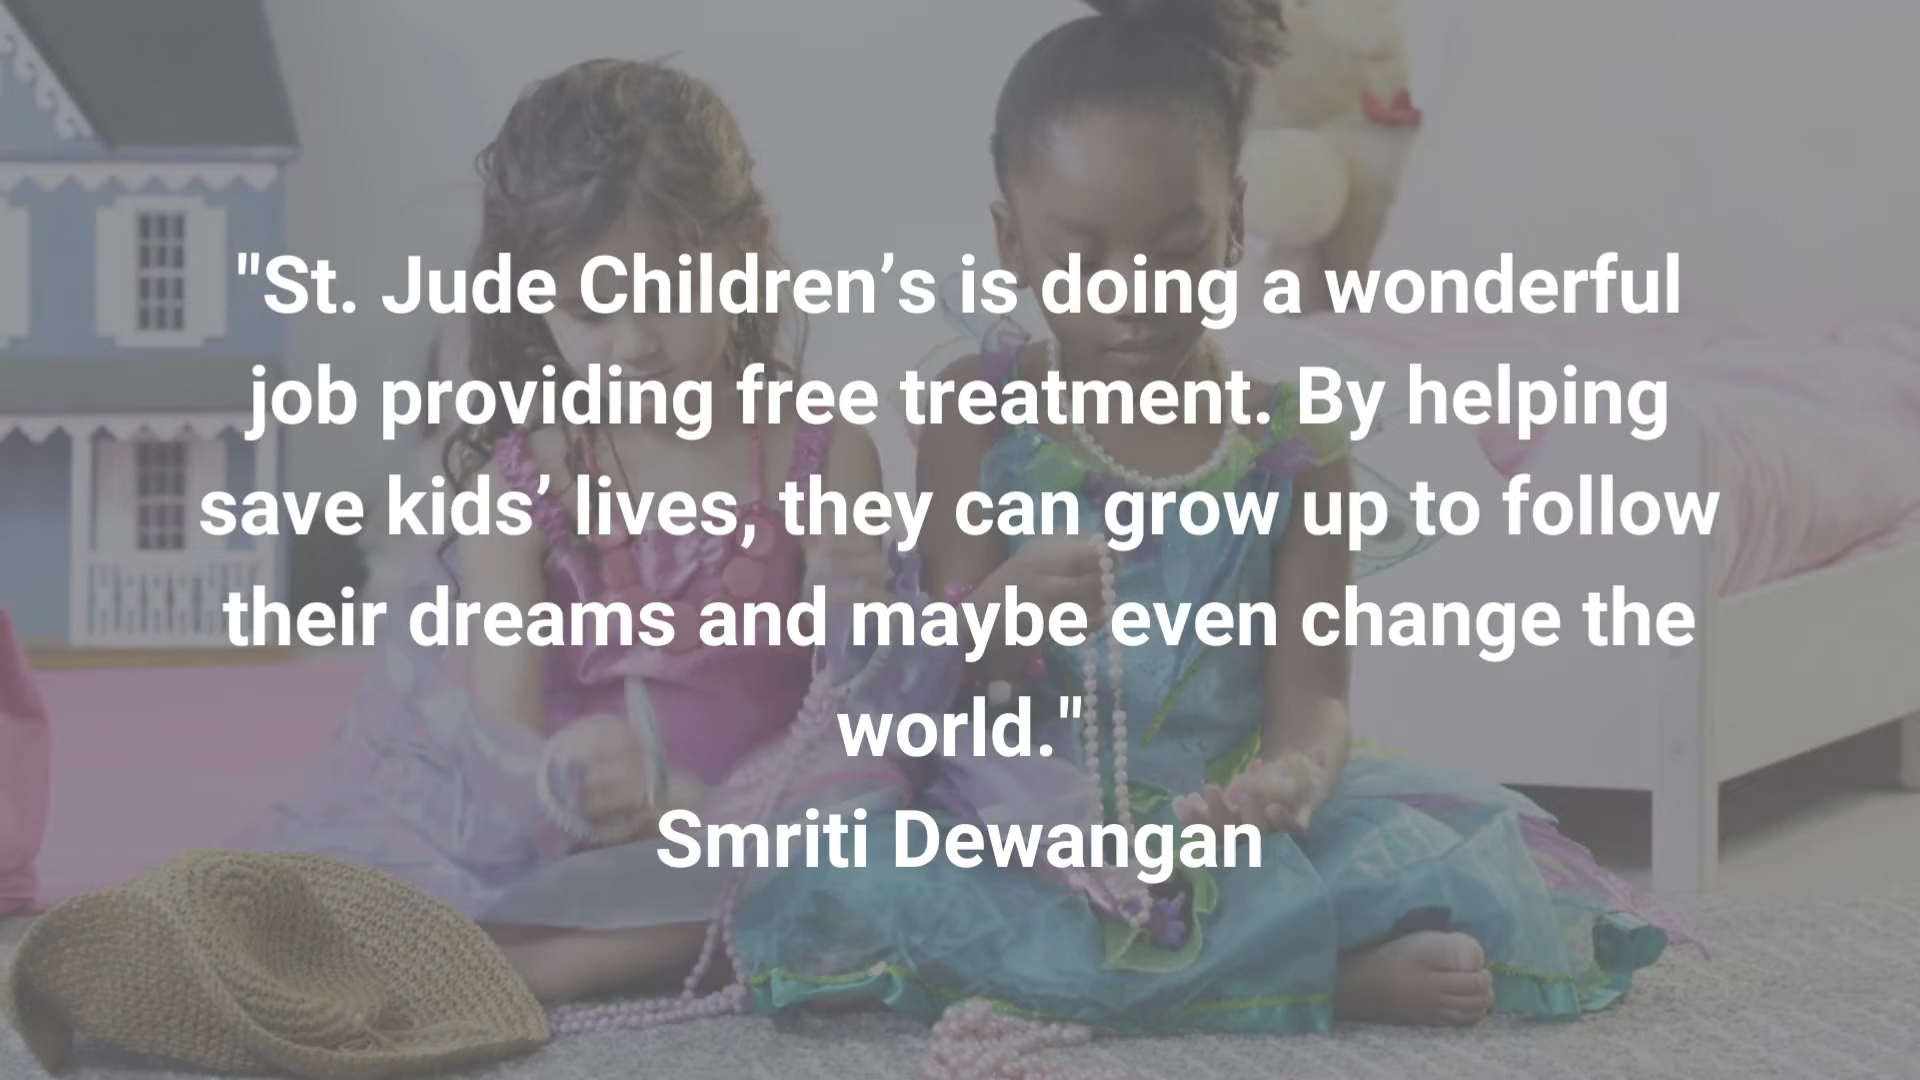 "St. Jude Children’s is doing a wonderful
job providing free treatment. By helping
save kids’ lives, they can grow up to follow
their dreams and maybe even change the
world."
Smriti Dewangan